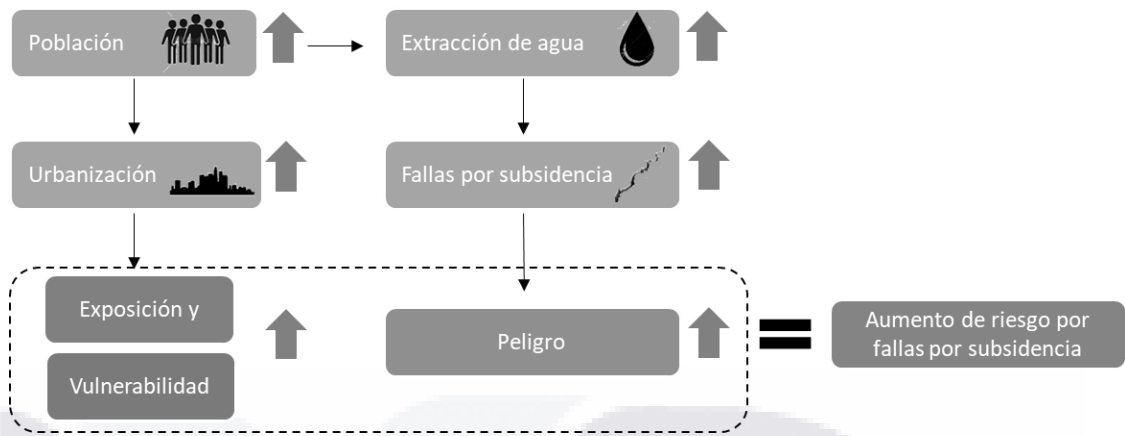 Población
Extracción de agua
Urbanización
Fallas por subsidencia
Exposición y
Vulnerabilidad
Peligro
Aumento de riesgo por
fallas por subsidencia